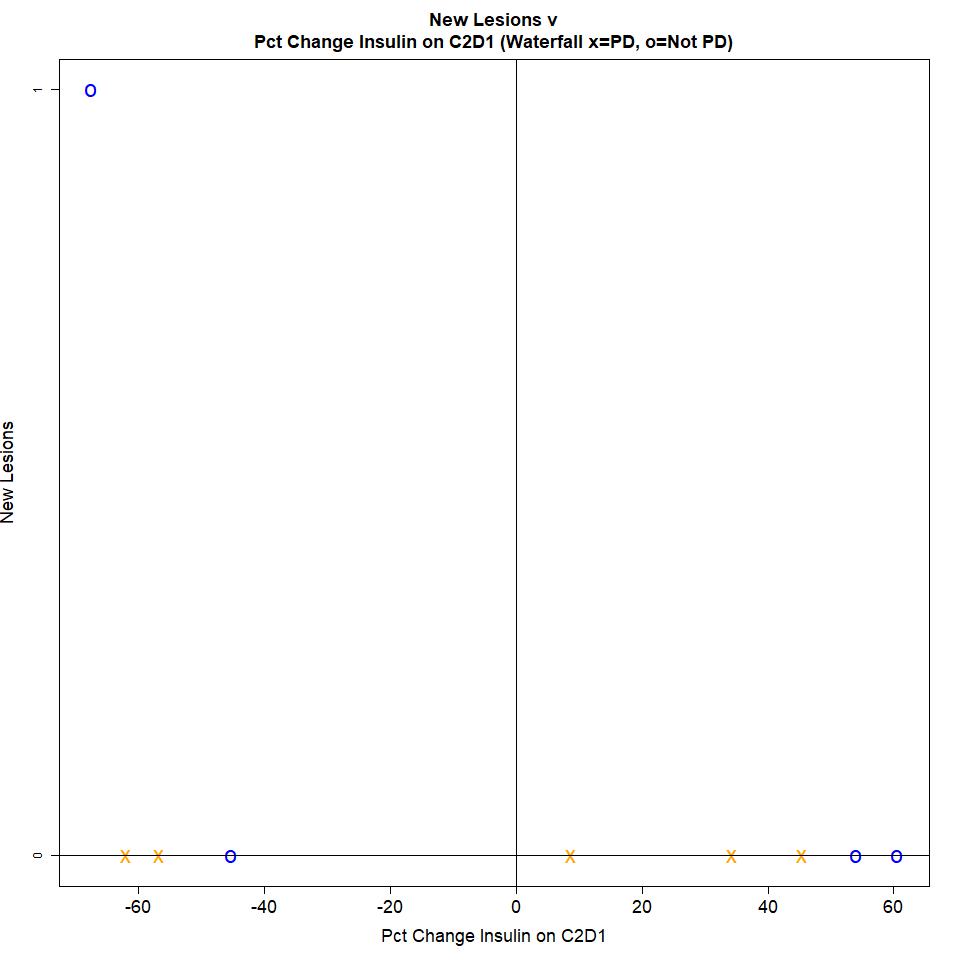 New Lesions v
Pct Change Insulin on C2D1 (Waterfall x=PD, o=Not PD)
1
New Lesions
0
o
x x o x x x o o
-60 -40 -20 0 20 40 60
Pct Change Insulin on C2D1